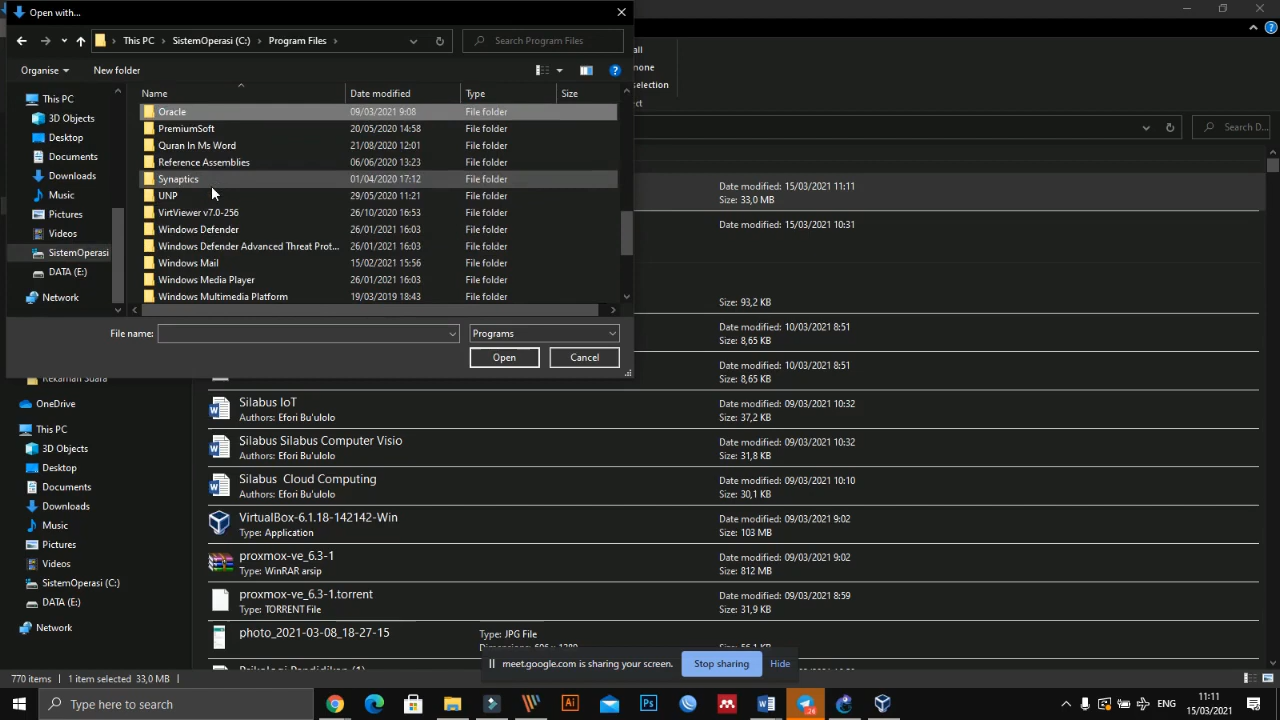 Open with...
This PC > SistemOperasi (C:) > Program Files >
Search Program Files
Organise
New folder
Name
Date modified
Type
Size
Oracle 09/03/2021 9:08 File folder
PremiumSoft 20/05/2020 14:58 File folder
Quran In Ms Word 21/08/2020 12:01 File folder
Reference Assemblies 06/06/2020 13:23 File folder
Synaptics 01/04/2020 17:12 File folder
UNP 29/05/2020 11:21 File folder
VirtViewer v7.0-256 26/10/2020 16:53 File folder
Windows Defender 26/01/2021 16:03 File folder
Windows Defender Advanced Threat Prot... 26/01/2021 16:03 File folder
Windows Mail 15/02/2021 15:56 File folder
Windows Media Player 26/01/2021 16:03 File folder
Windows Multimedia Platform 19/03/2019 18:43 File folder
This PC
3D Objects
Desktop
Documents
Downloads
Music
Pictures
Videos
SistemOperasi
DATA (E:)
Network
File name:
Programs
Open
Cancel
all
none
selection
ct
Search D...
Date modified: 15/03/2021 11:11
Size: 33,0 MB
Date modified: 15/03/2021 10:31
Size: 93,2 KB
Date modified: 10/03/2021 8:51
Size: 8,65 KB
Date modified: 10/03/2021 8:51
Size: 8,65 KB
Silabus IoT
Authors: Efori Bu'ulolo
Date modified: 09/03/2021 10:32
Size: 37,2 KB
Silabus Silabus Computer Visio
Authors: Efori Bu'ulolo
Date modified: 09/03/2021 10:32
Size: 31,8 KB
Silabus  Cloud Computing
Authors: Efori Bu'ulolo
Date modified: 09/03/2021 10:10
Size: 30,1 KB
VirtualBox-6.1.18-142142-Win
Type: Application
Date modified: 09/03/2021 9:02
Size: 103 MB
proxmox-ve_6.3-1
Type: WinRAR arsip
Date modified: 09/03/2021 9:02
Size: 812 MB
proxmox-ve_6.3-1.torrent
Type: TORRENT File
Date modified: 09/03/2021 8:59
Size: 31,9 KB
photo_2021-03-08_18-27-15
Type: JPG File
Psikologi Pendidikan (1)
Rekaman Suara
OneDrive
This PC
3D Objects
Desktop
Documents
Downloads
Music
Pictures
Videos
SistemOperasi (C:)
DATA (E:)
Network
meet.google.com is sharing your screen.
Stop sharing
Hide
770 items
1 item selected 33,0 MB
Type here to search
Ai
Ps
ENG
11:11
15/03/2021